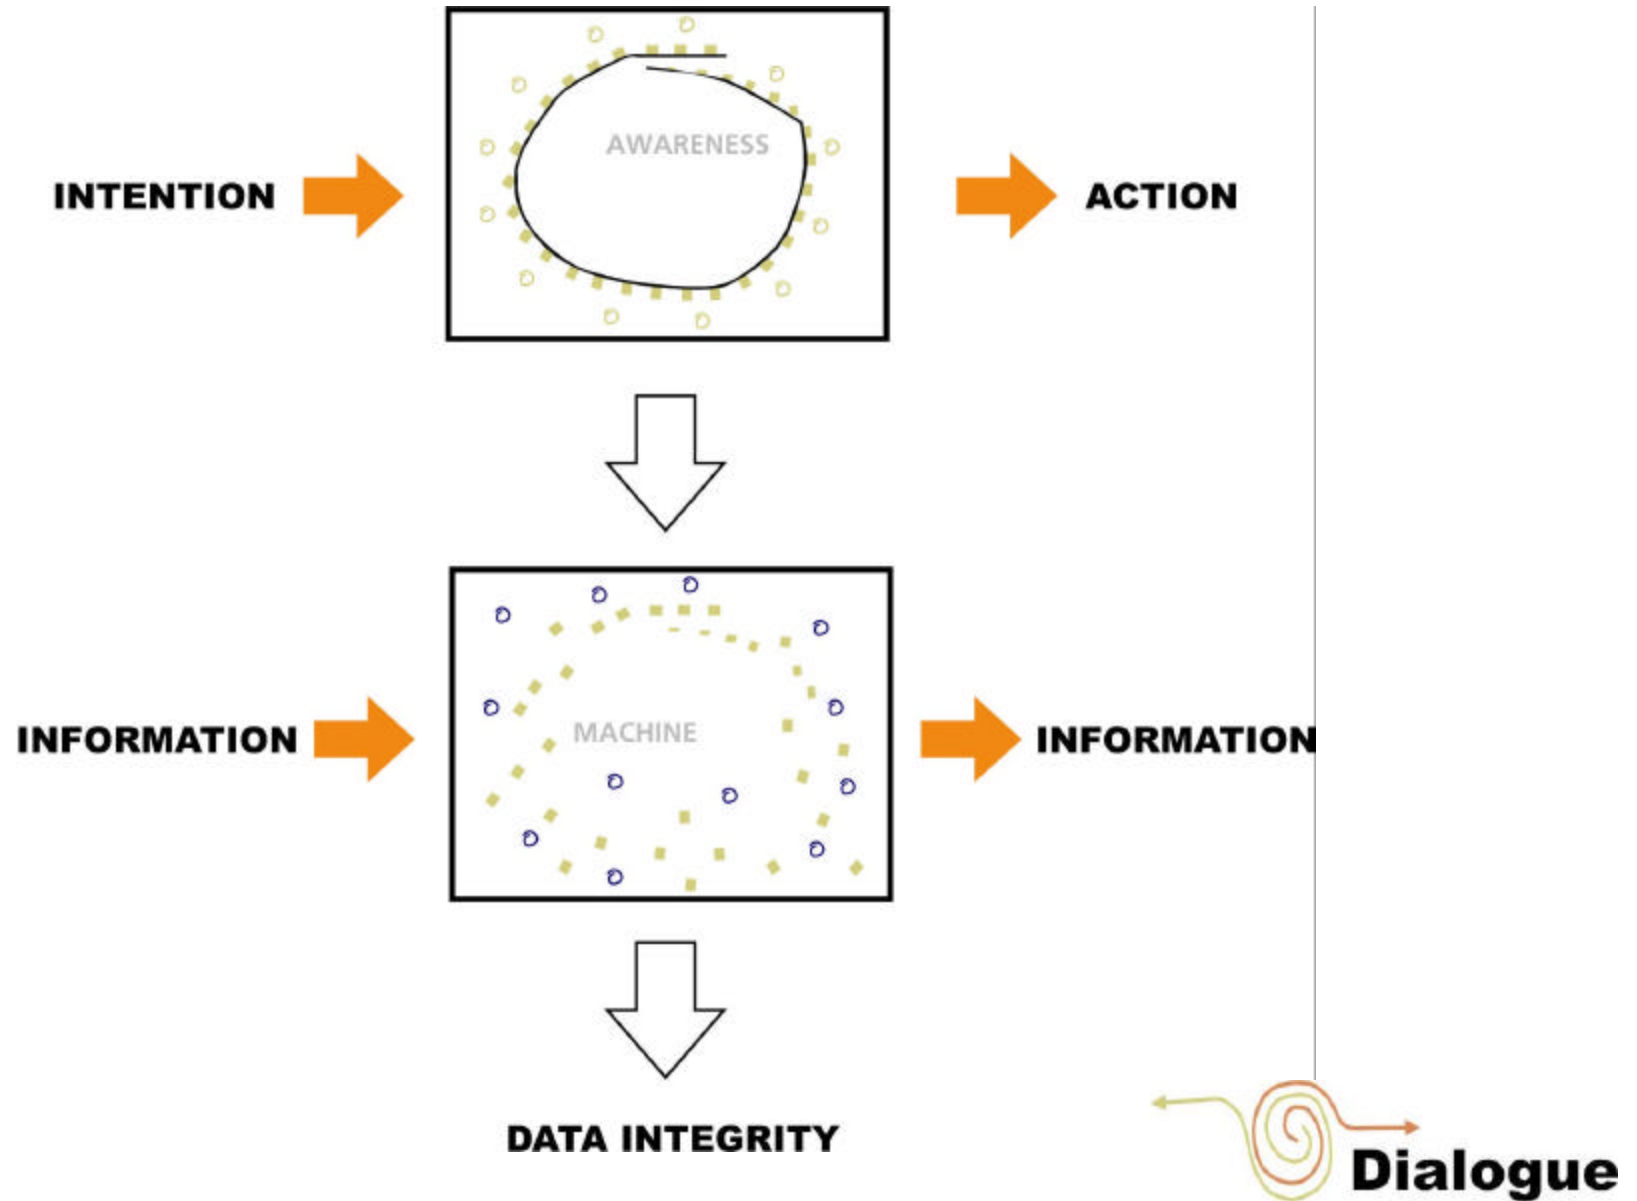 AWARENESS
INTENTION
ACTION
MACHINE
INFORMATION
INFORMATION
DATA INTEGRITY
Dialogue